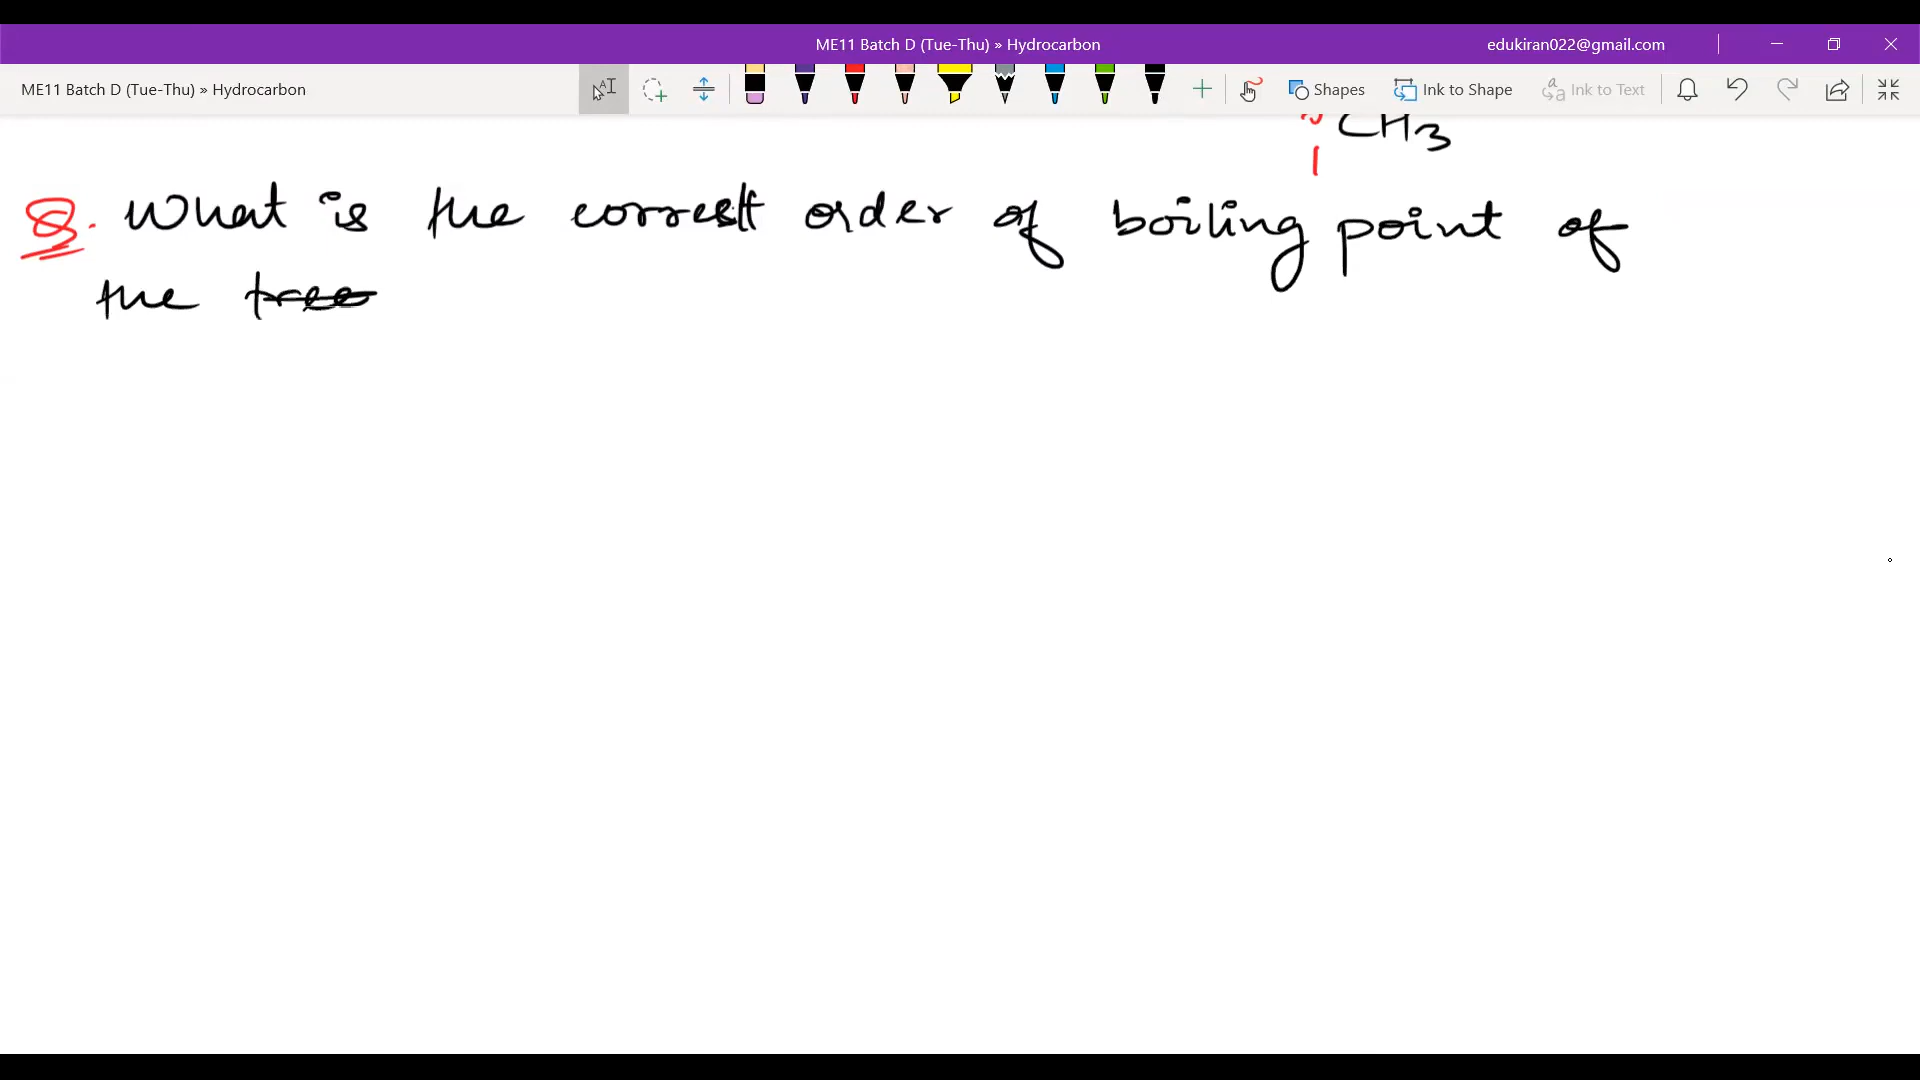 ME11 Batch D (Tue-Thu) » Hydrocarbon
edukiran022@gmail.com
ME11 Batch D (Tue-Thu) » Hydrocarbon
Shapes
Ink to Shape
Ink to Text
CH3
1
Q. What is the correct order of boiling point of
the